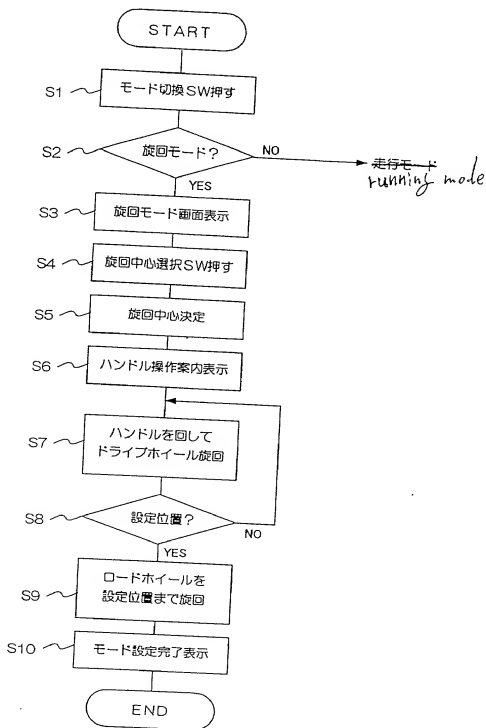 START
S1
モード切換SW押す
S2
旋回モード?
NO
走行モード
running mode
YES
S3
旋回モード画面表示
S4
旋回中心選択SW押す
S5
旋回中心決定
S6
ハンドル操作案内表示
S7
ハンドルを回して
ドライブホイール旋回
S8
設定位置?
NO
YES
S9
ロードホイールを
設定位置まで旋回
S10
モード設定完了表示
END